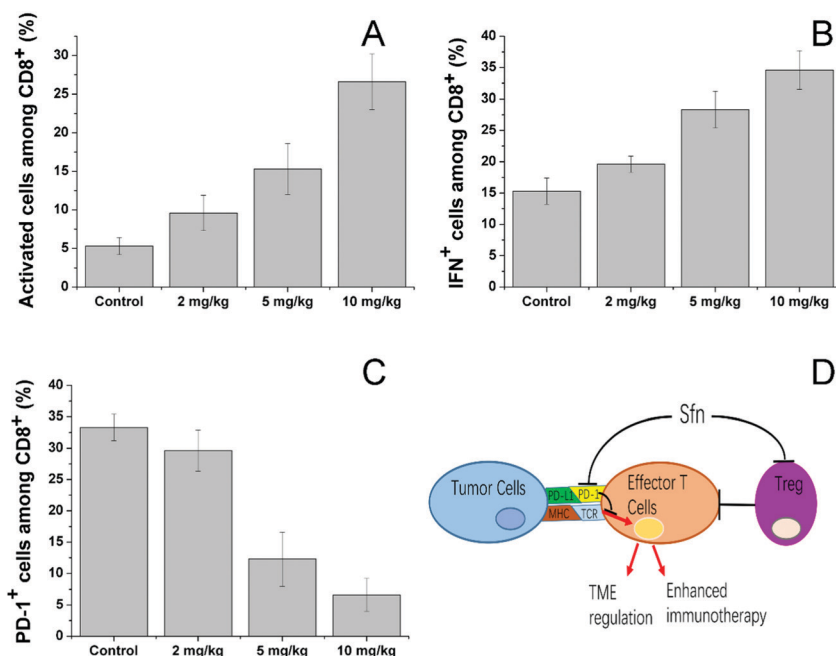 A
Activated cells among CD8+ (%)
30
25
20
15
10
5
0
Control 2 mg/kg 5 mg/kg 10 mg/kg
B
IFN+ cells among CD8+ (%)
40
35
30
25
20
15
10
5
0
Control 2 mg/kg 5 mg/kg 10 mg/kg
C
PD-1+ cells among CD8+ (%)
40
35
30
25
20
15
10
5
0
Control 2 mg/kg 5 mg/kg 10 mg/kg
D
Sfn
Tumor Cells
PD-L1 PD-1
MHC TCR
Effector T
Cells
Treg
TME
regulation
Enhanced
immunotherapy